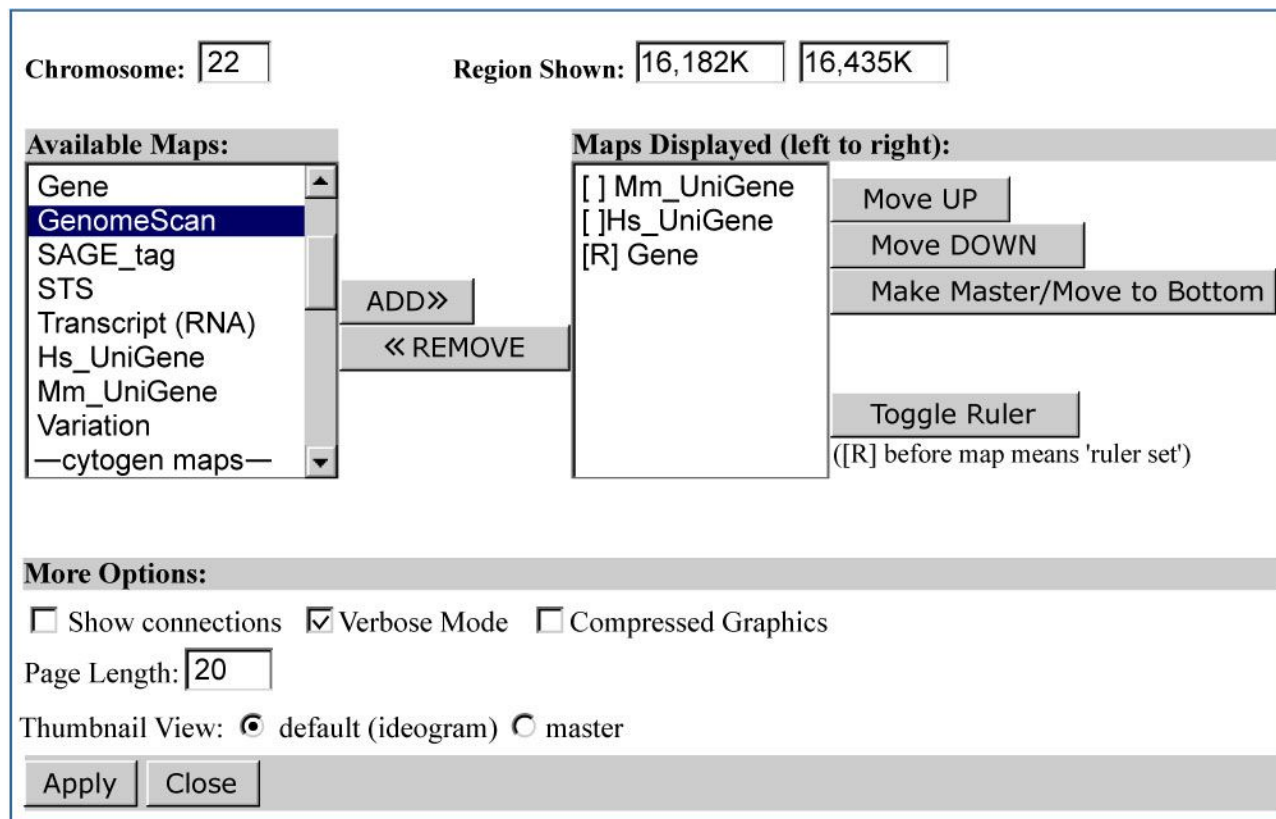 Chromosome: 22 Region Shown: 16,182K 16,435K
Available Maps: Maps Displayed (left to right):
Gene
GenomeScan
SAGE_tag
STS
Transcript (RNA)
Hs_UniGene
Mm_UniGene
Variation
—cytogen maps—
ADD»
« REMOVE
[ ] Mm_UniGene
[ ]Hs_UniGene
[R] Gene
Move UP
Move DOWN
Make Master/Move to Bottom
Toggle Ruler
([R] before map means 'ruler set')
More Options:
Show connections Verbose Mode Compressed Graphics
Page Length: 20
Thumbnail View: default (ideogram) master
Apply Close